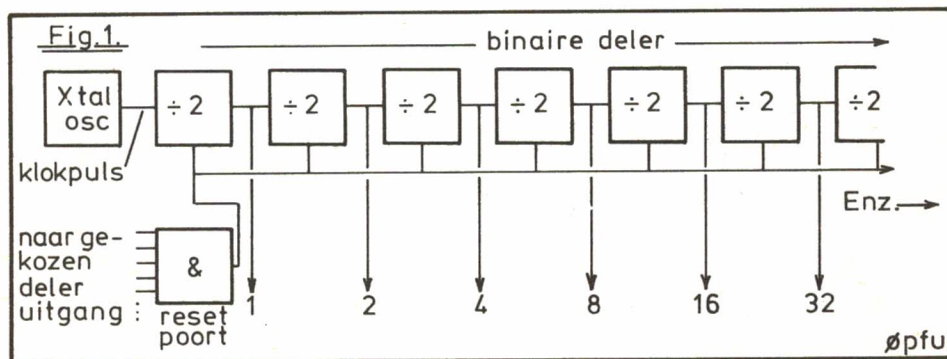 Fig.1.
binaire deler
Xtal
osc
÷2
÷2
÷2
÷2
÷2
÷2
÷2
klokpuls
Enz.
naar ge-
kozen
deler
uitgang :
&
reset
poort
1
2
4
8
16
32
øpfu